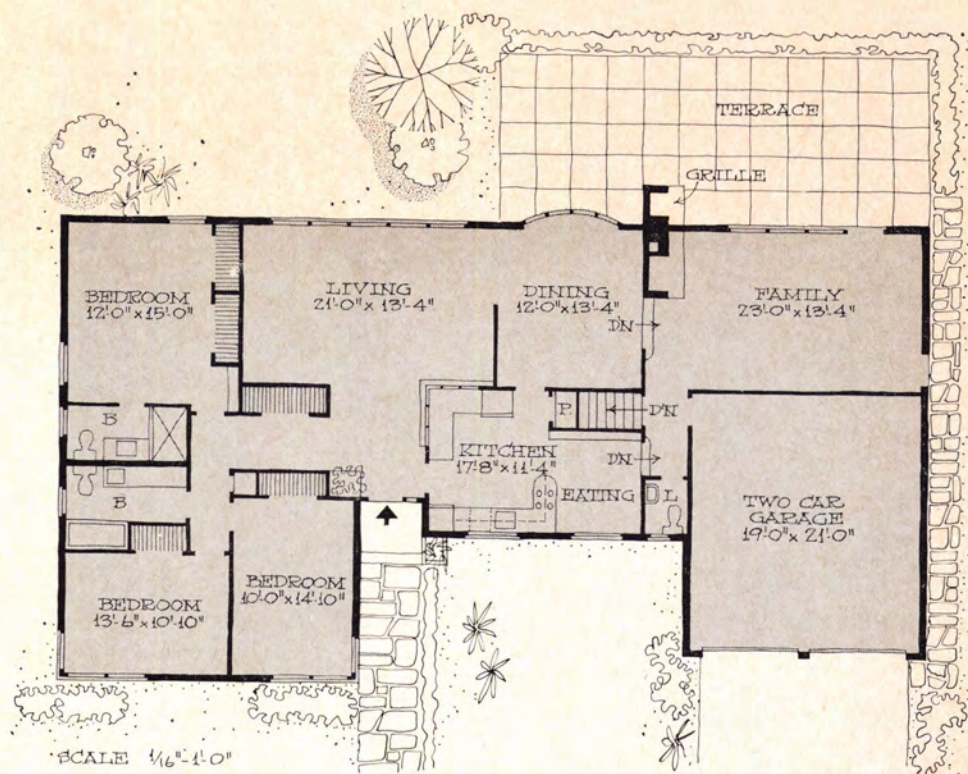 TERRACE
GRILLE
BEDROOM
12'-0" x 15'-0"
LIVING
21'-0" x 13'-4"
DINING
12'-0" x 13'-4"
DN
FAMILY
23'-0" x 13'-4"
B
P.
DN
KITCHEN
17'-8" x 11'-4"
DN
EATING
L
B
TWO CAR
GARAGE
19'-0" x 21'-0"
BEDROOM
10'-0" x 14'-10"
BEDROOM
13'-6" x 10'-10"
SCALE 1/16"-1'-0"